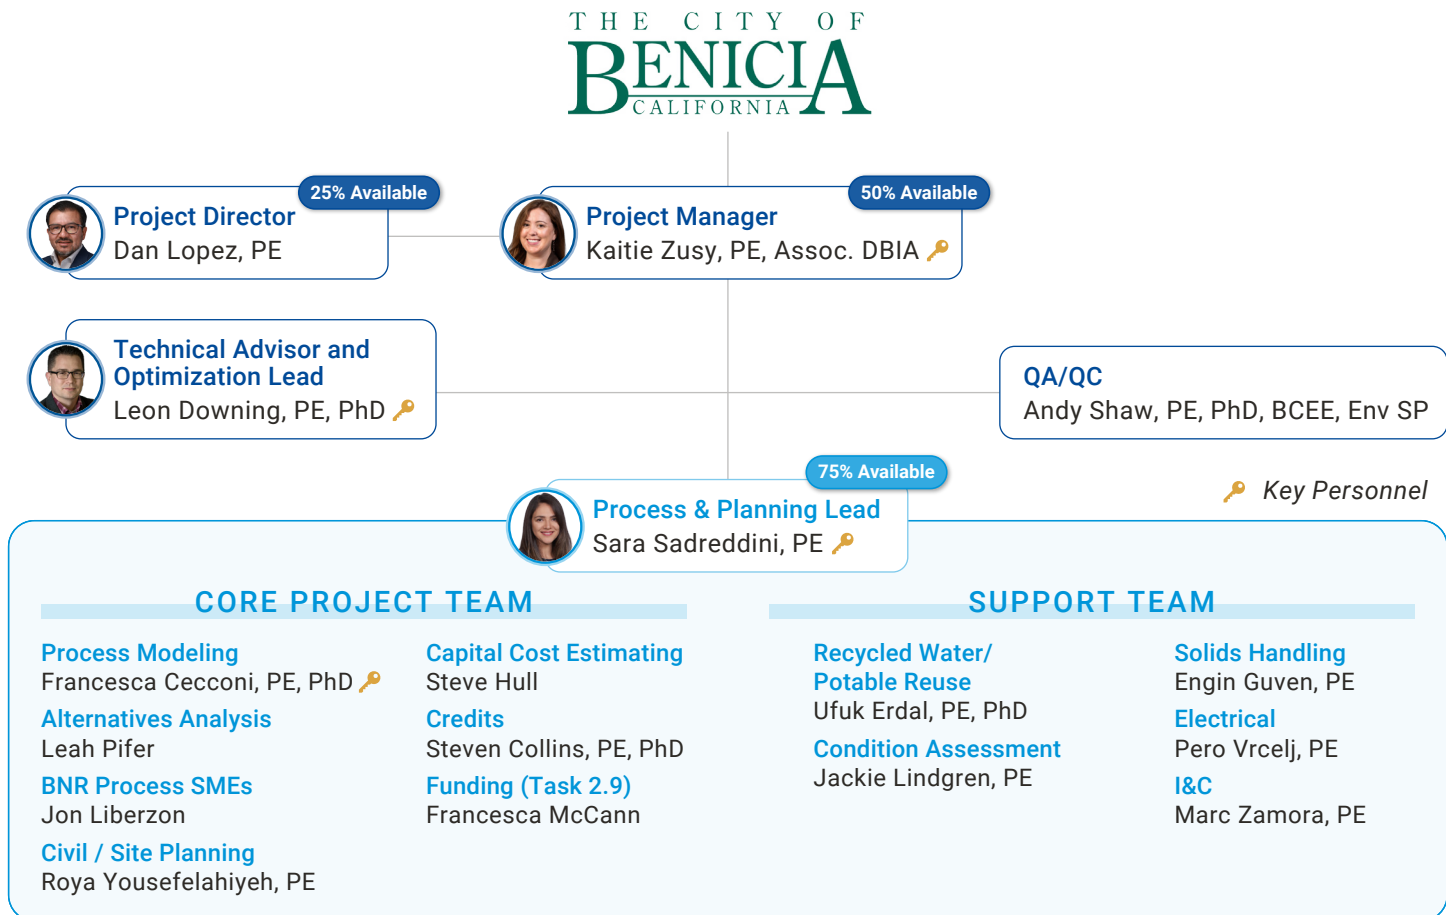 THE CITY OF
BENICIA
CALIFORNIA
25% Available
Project Director
Dan Lopez, PE
50% Available
Project Manager
Kaitie Zusy, PE, Assoc. DBIA
Technical Advisor and
Optimization Lead
Leon Downing, PE, PhD
QA/QC
Andy Shaw, PE, PhD, BCEE, Env SP
75% Available
Process & Planning Lead
Sara Sadreddini, PE
Key Personnel
CORE PROJECT TEAM
Process Modeling
Francesca Cecconi, PE, PhD
Alternatives Analysis
Leah Pifer
BNR Process SMEs
Jon Liberzon
Civil / Site Planning
Roya Yousefelahiyeh, PE
Capital Cost Estimating
Steve Hull
Credits
Steven Collins, PE, PhD
Funding (Task 2.9)
Francesca McCann
SUPPORT TEAM
Recycled Water/
Potable Reuse
Ufuk Erdal, PE, PhD
Condition Assessment
Jackie Lindgren, PE
Solids Handling
Engin Guven, PE
Electrical
Pero Vrcelj, PE
I&C
Marc Zamora, PE